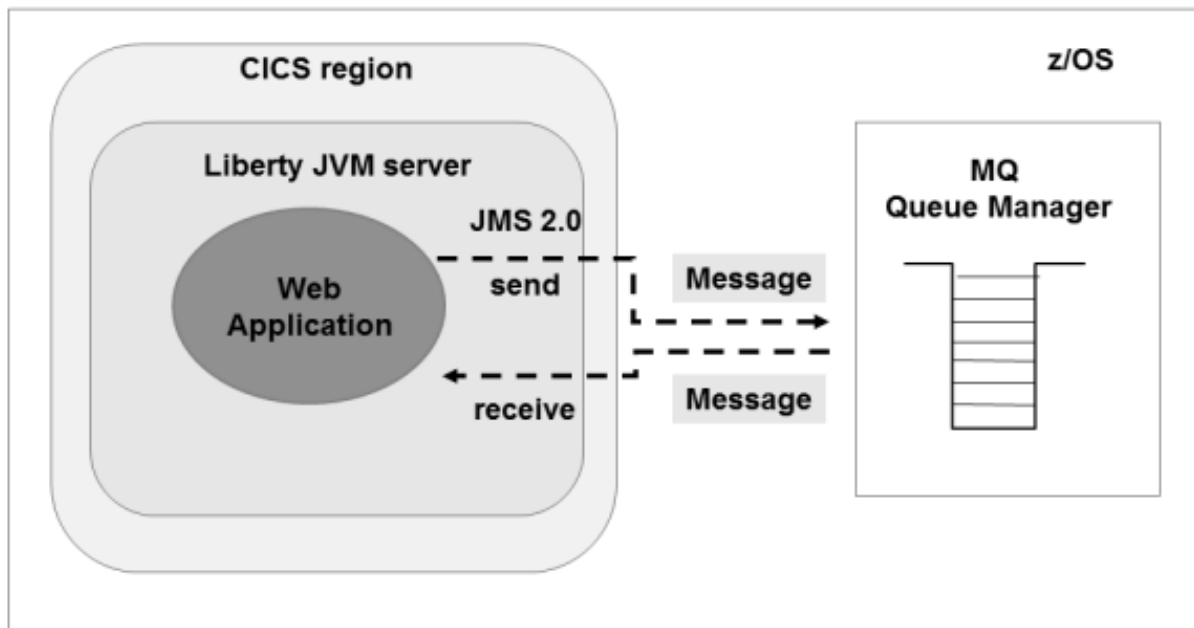 CICS region
z/OS
Liberty JVM server
MQ
Queue Manager
JMS 2.0
send
Message
Web
Application
receive
Message